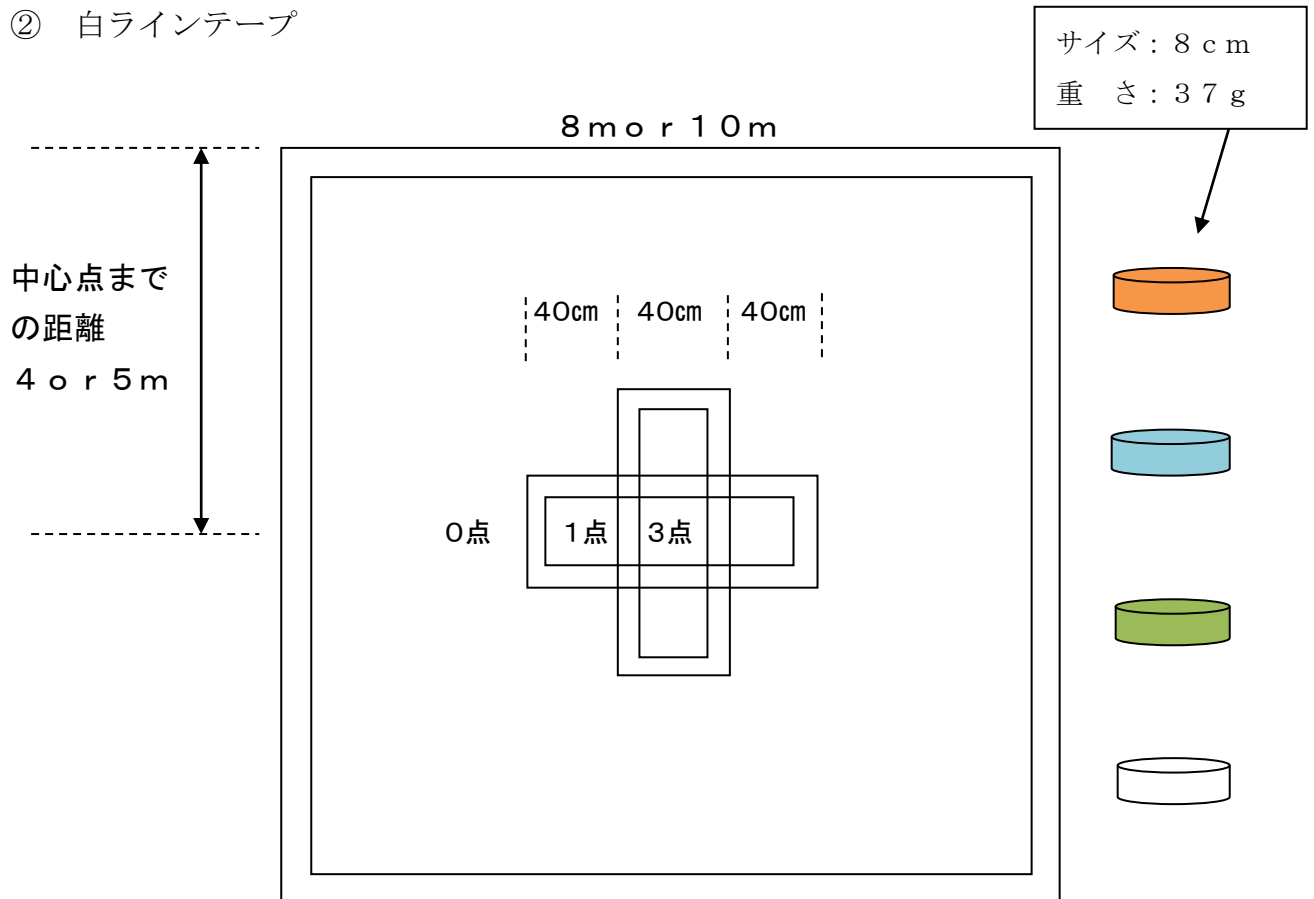 ②　白ラインテープ
サイズ：８ｃｍ
重　さ：３７ｇ
８ｍｏｒ１０ｍ
中心点まで
の距離
４ｏｒ５ｍ
40㎝　40㎝　40㎝
０点　１点　３点